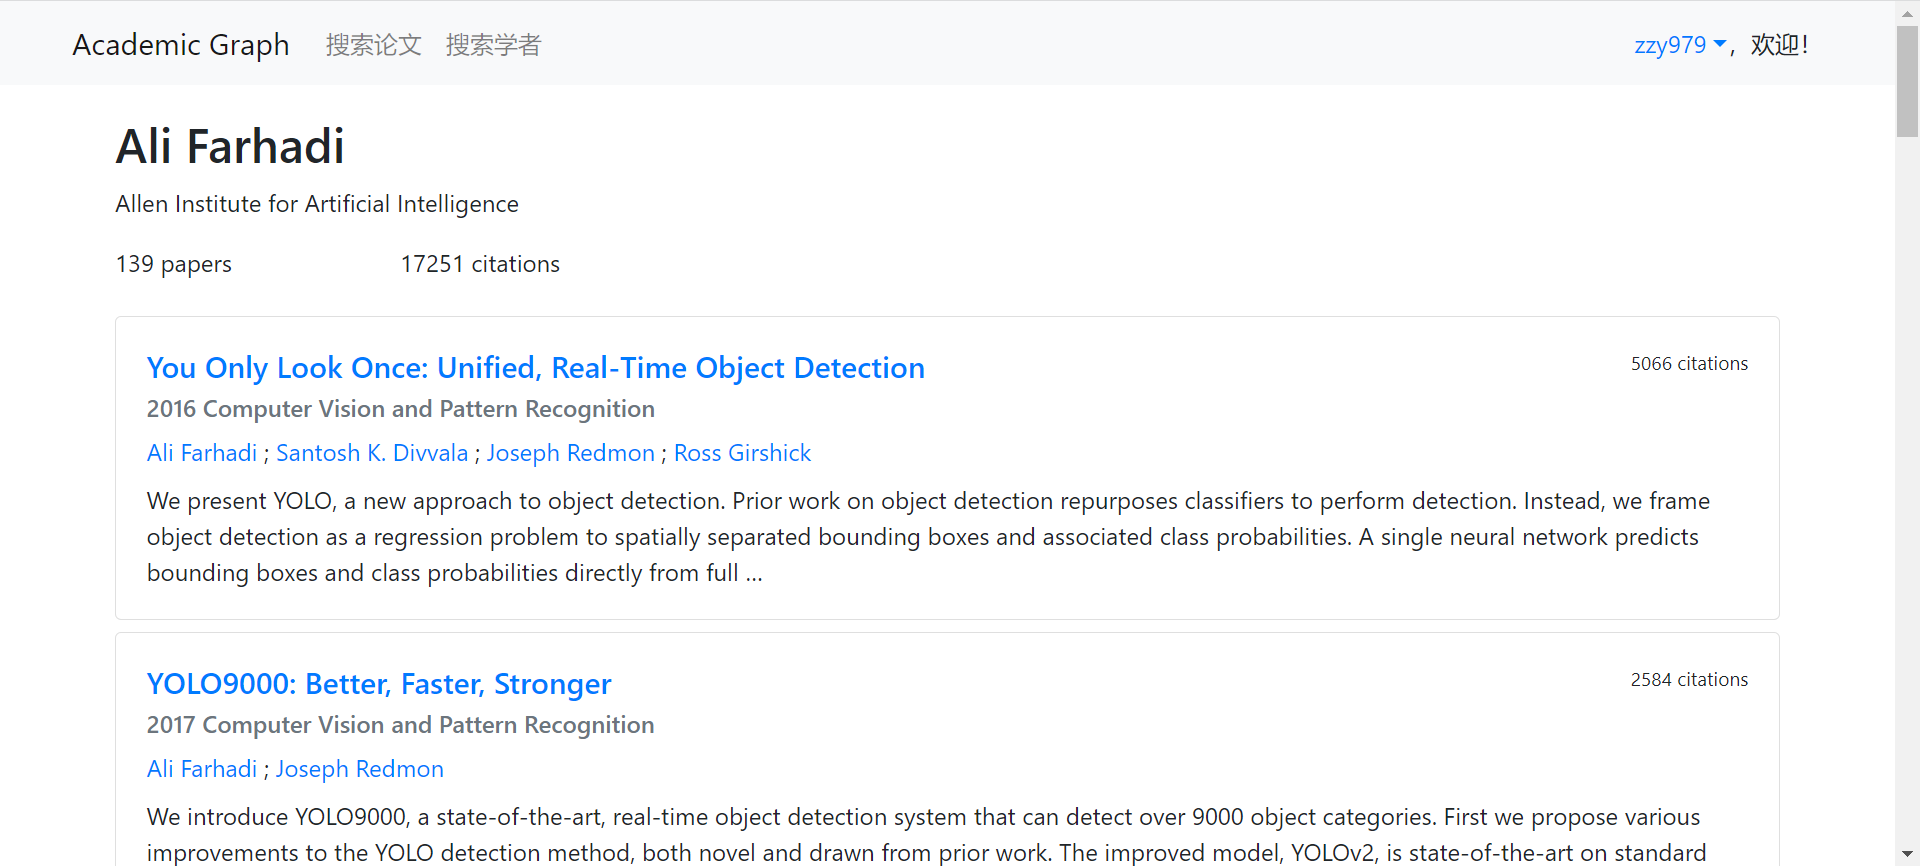 Academic Graph 搜索论文 搜索学者 zzy979 ，欢迎！
Ali Farhadi
Allen Institute for Artificial Intelligence
139 papers 17251 citations
You Only Look Once: Unified, Real-Time Object Detection 5066 citations
2016 Computer Vision and Pattern Recognition
Ali Farhadi ; Santosh K. Divvala ; Joseph Redmon ; Ross Girshick
We present YOLO, a new approach to object detection. Prior work on object detection repurposes classifiers to perform detection. Instead, we frame
object detection as a regression problem to spatially separated bounding boxes and associated class probabilities. A single neural network predicts
bounding boxes and class probabilities directly from full ...
YOLO9000: Better, Faster, Stronger 2584 citations
2017 Computer Vision and Pattern Recognition
Ali Farhadi ; Joseph Redmon
We introduce YOLO9000, a state-of-the-art, real-time object detection system that can detect over 9000 object categories. First we propose various
improvements to the YOLO detection method, both novel and drawn from prior work. The improved model, YOLOv2, is state-of-the-art on standard